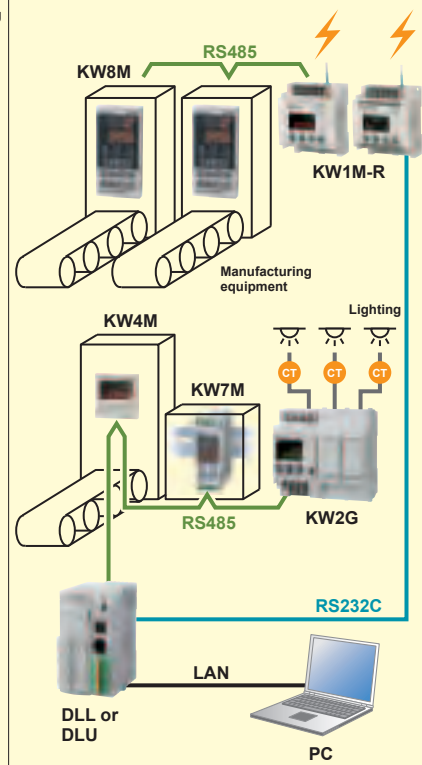 RS485
KW8M
KW1M-R
Manufacturing
equipment
Lighting
KW4M
CT
CT
CT
KW7M
RS485
KW2G
RS232C
LAN
DLL or
DLU
PC